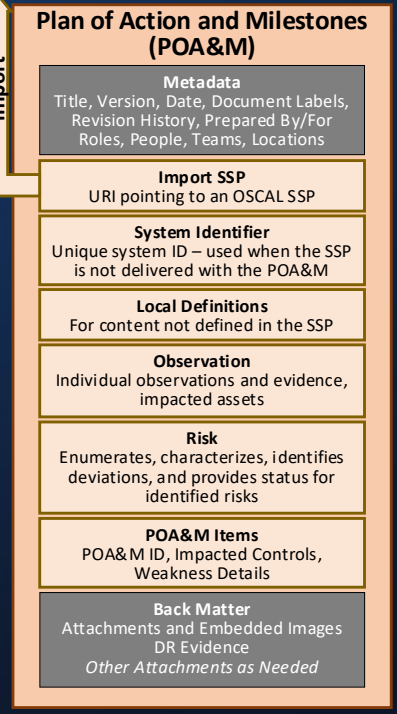 Plan of Action and Milestones
(POA&M)
Import
Metadata
Title, Version, Date, Document Labels,
Revision History, Prepared By/For
Roles, People, Teams, Locations
Import SSP
URI pointing to an OSCAL SSP
System Identifier
Unique system ID – used when the SSP
is not delivered with the POA&M
Local Definitions
For content not defined in the SSP
Observation
Individual observations and evidence,
impacted assets
Risk
Enumerates, characterizes, identifies
deviations, and provides status for
identified risks
POA&M Items
POA&M ID, Impacted Controls,
Weakness Details
Back Matter
Attachments and Embedded Images
DR Evidence
Other Attachments as Needed